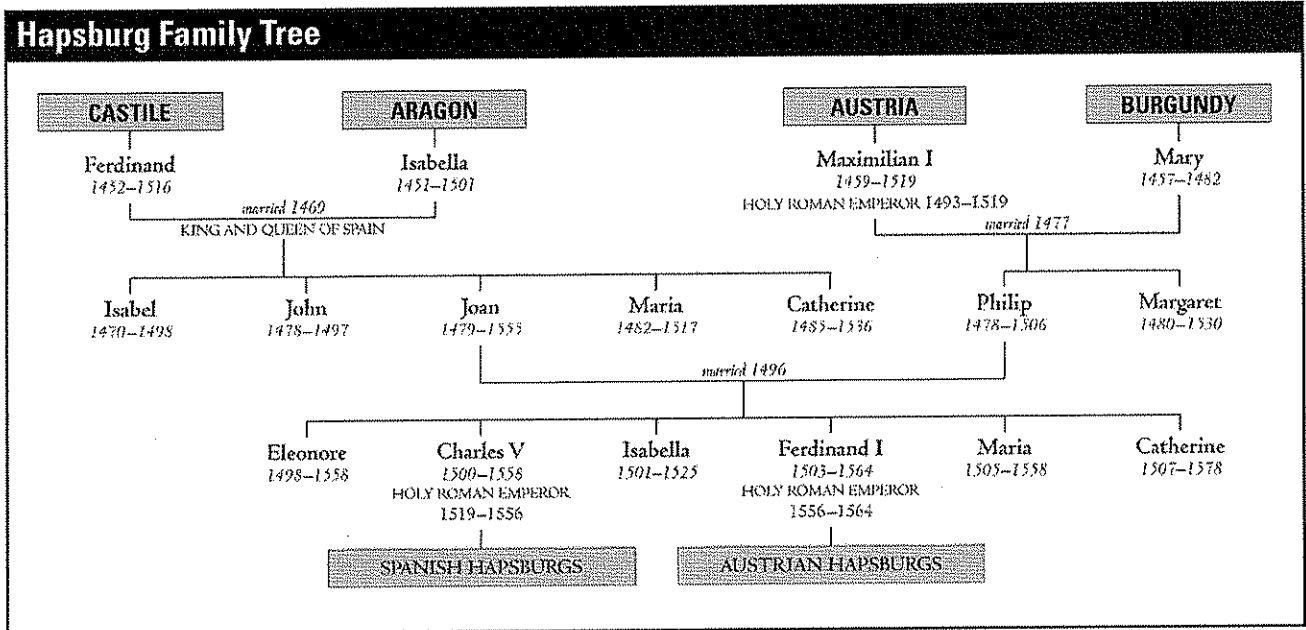 Hapsburg Family Tree
CASTILE
ARAGON
AUSTRIA
BURGUNDY
Ferdinand
1452–1516
Isabella
1451–1501
Maximilian I
1459–1519
HOLY ROMAN EMPEROR 1493–1519
Mary
1457–1482
married
KING AND QUEEN OF SPAIN
married 1477
Isabel
1470–1498
John
1478–1497
Joan
1479–1555
Maria
1482–1517
Catherine
1485–1536
Philip
1478–1506
Margaret
1480–1530
married 1496
Eleonore
1498–1558
Charles V
1500–1558
HOLY ROMAN EMPEROR
1519–1556
Isabella
1501–1525
Ferdinand I
1503–1564
HOLY ROMAN EMPEROR
1556–1564
Maria
1505–1558
Catherine
1507–1578
SPANISH HAPSBURGS
AUSTRIAN HAPSBURGS